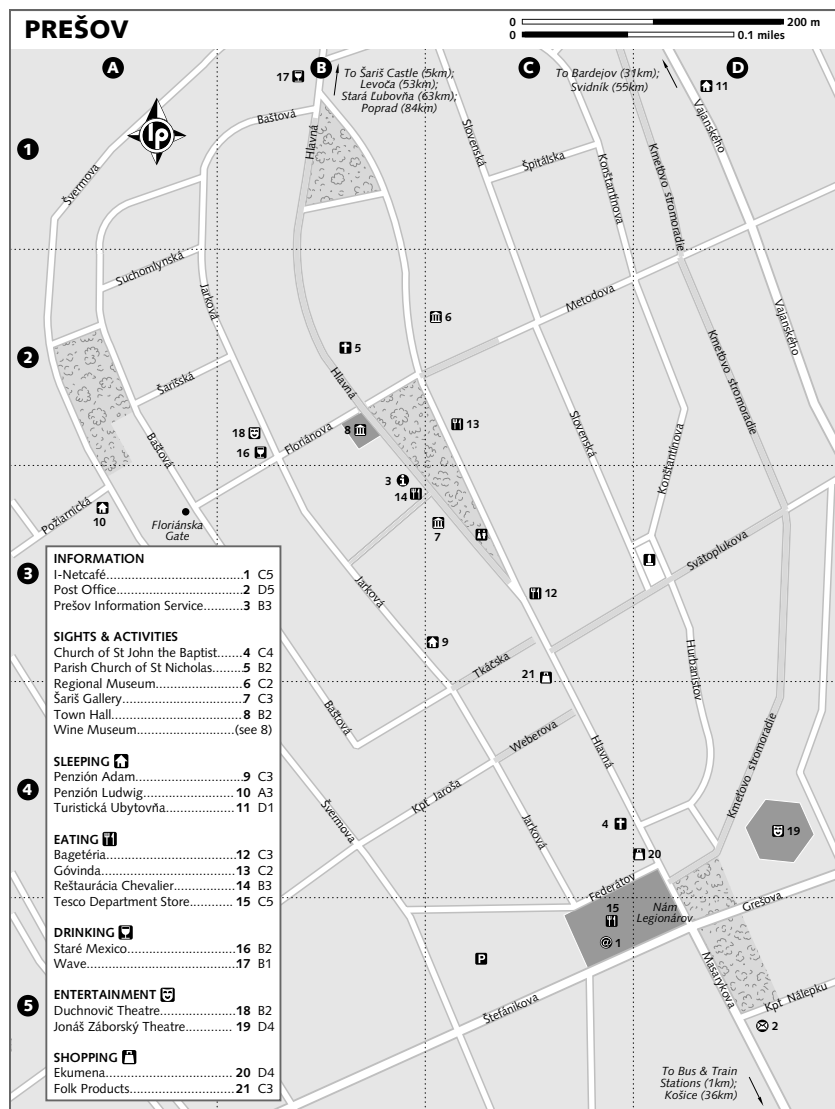 PREŠOV
0 200 m
0 0.1 miles
A
B
C
D
17
To Šariš Castle (5km);
Levoča (53km);
Stará Ľubovňa (63km);
Poprad (84km)
To Bardejov (31km);
Svidník (55km)
11
lp
1
Baštová
Hlavná
Slovenská
Špitálska
Konštantínova
Kmeťovo stromoradie
Vajanského
Švermova
Suchomlynská
Jarková
Metodova
6
5
2
Hlavná
Šarišská
Vajanského
Kmeťovo stromoradie
Slovenská
Konštantínova
13
18
16
Floriánova
8
Baštová
3
14
Požiarnická
10
Floriánska
Gate
7
Svätoplukova
3
Jarková
12
9
Tkáčska
21
Hurbanistov
Baštová
Weberova
Hlavná
Kmeťovo stromoradie
4
Kpt Jaroša
Švermova
Jarková
4
19
20
Federátov
15
Nám
Legionárov
Grešova
1
P
Masarykova
5
Štefánikova
Kpt Nálepku
2
To Bus & Train
Stations (1km);
Košice (36km)
INFORMATION
I-Netcafé 1 C5
Post Office 2 D5
Prešov Information Service 3 B3
SIGHTS & ACTIVITIES
Church of St John the Baptist 4 C4
Parish Church of St Nicholas 5 B2
Regional Museum 6 C2
Šariš Gallery 7 C3
Town Hall 8 B2
Wine Museum (see 8)
SLEEPING
Penzión Adam 9 C3
Penzión Ludwig 10 A3
Turistická Ubytovňa 11 D1
EATING
Bagetéria 12 C3
Góvinda 13 C2
Reštaurácia Chevalier 14 B3
Tesco Department Store 15 C5
DRINKING
Staré Mexico 16 B2
Wave 17 B1
ENTERTAINMENT
Duchnovič Theatre 18 B2
Jonáš Záborský Theatre 19 D4
SHOPPING
Ekumena 20 D4
Folk Products 21 C3